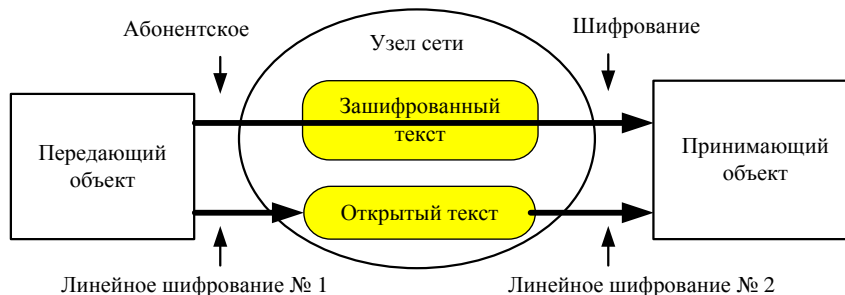 Абонентское
Узел сети
Шифрование
Зашифрованный
текст
Передающий
объект
Принимающий
объект
Открытый текст
Линейное шифрование № 1
Линейное шифрование № 2